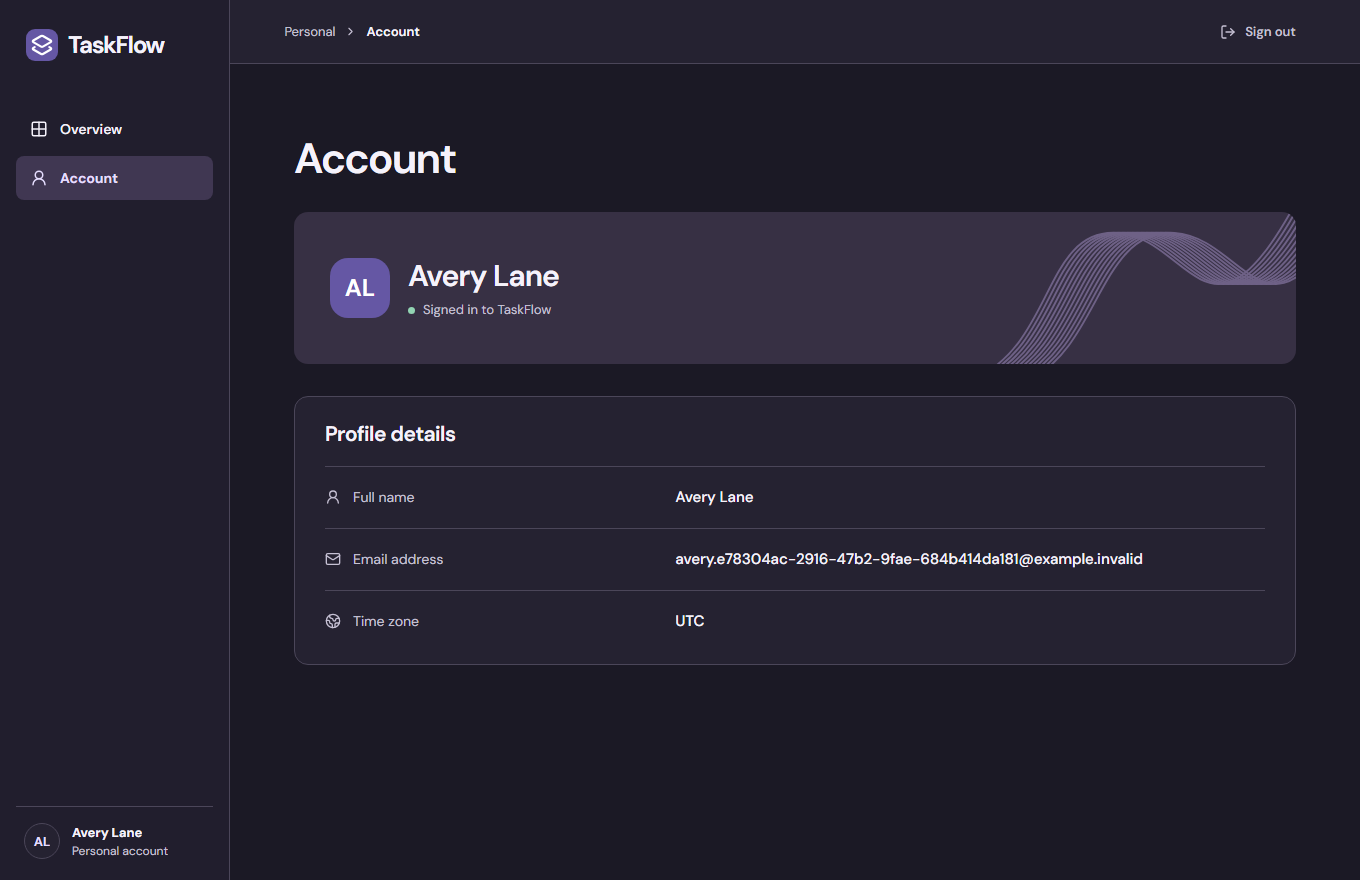 TaskFlow
Personal > Account
Sign out
Overview
Account
Account
AL
Avery Lane
Signed in to TaskFlow
Profile details
Full name
Avery Lane
Email address
avery.e78304ac-2916-47b2-9fae-684b414da181@example.invalid
Time zone
UTC
AL
Avery Lane
Personal account